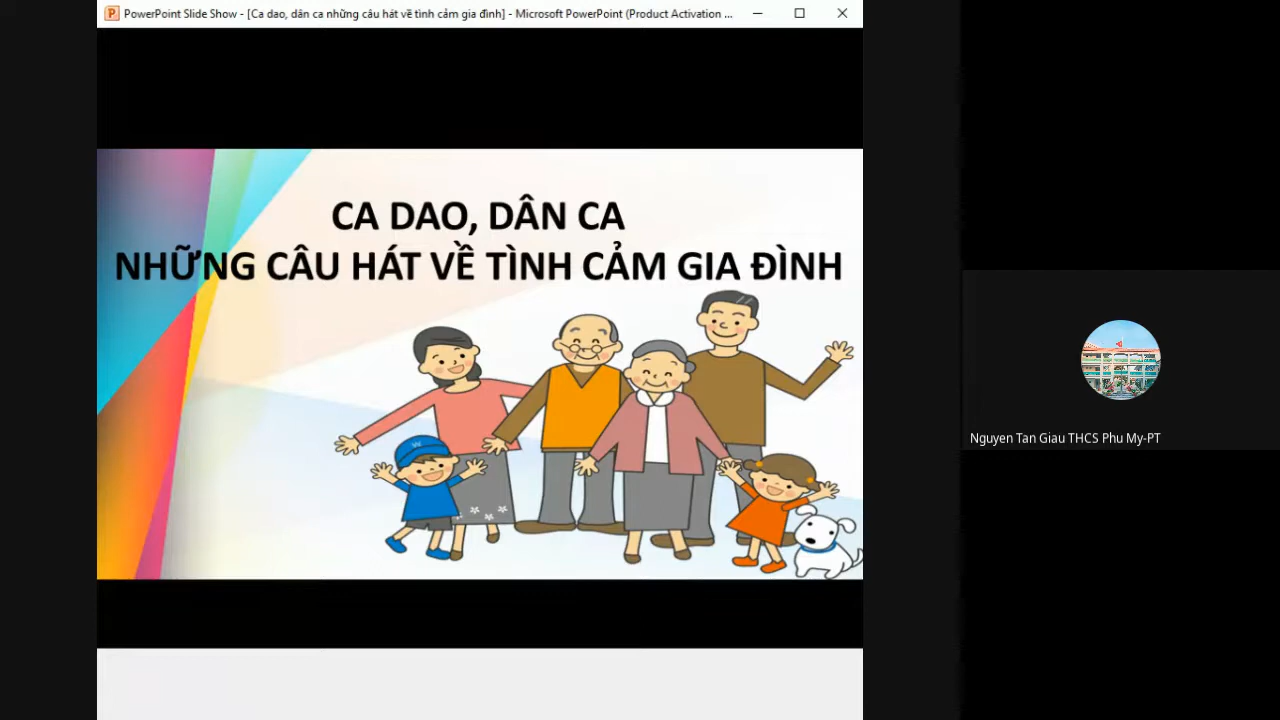 PowerPoint Slide Show - [Ca dao, dân ca những câu hát về tình cảm gia đình] - Microsoft PowerPoint (Product Activation ...
CA DAO, DÂN CA
NHỮNG CÂU HÁT VỀ TÌNH CẢM GIA ĐÌNH
W
Nguyen Tan Giau THCS Phu My-PT